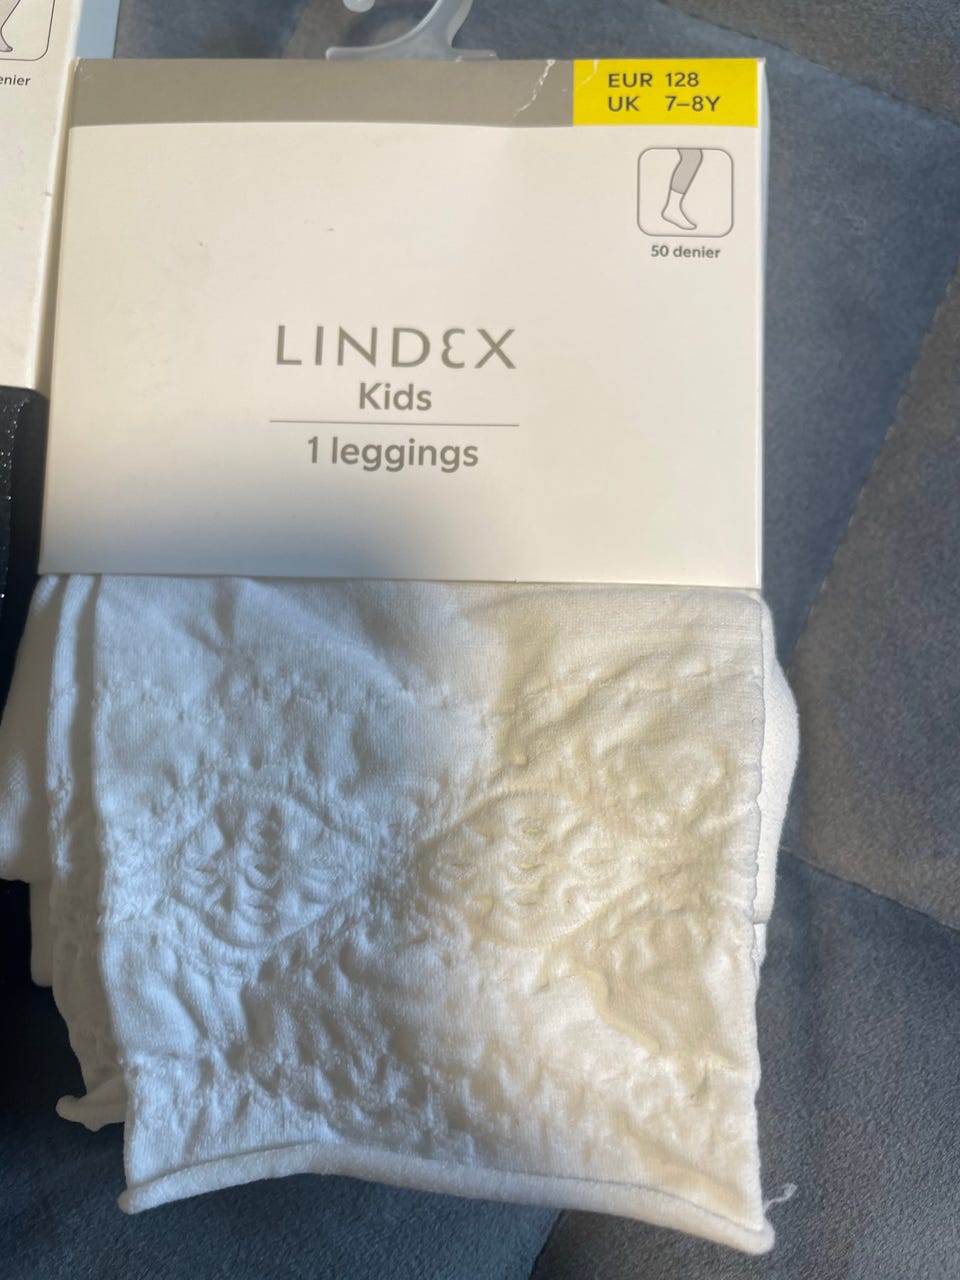 EUR 128
UK 7–8Y
50 denier
LINDEX
Kids
1 leggings